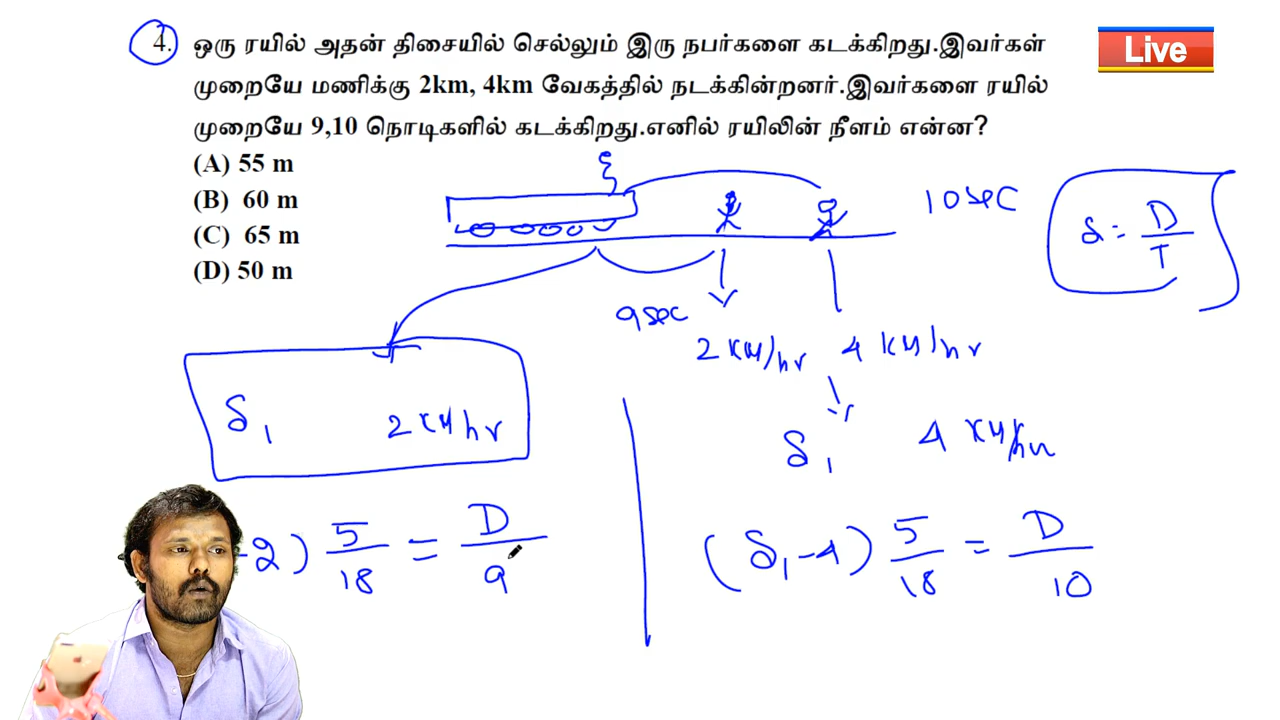 Live
4. ஒரு ரயில் அதன் திசையில் செல்லும் இரு நபர்களை கடக்கிறது.இவர்கள்
முறையே மணிக்கு 2km, 4km வேகத்தில் நடக்கின்றனர்.இவர்களை ரயில்
முறையே 9,10 நொடிகளில் கடக்கிறது.எனில் ரயிலின் நீளம் என்ன?
(A) 55 m
(B) 60 m
(C) 65 m
(D) 50 m
10 sec
s = D/T
9 sec
2 KM/hr 4 KM/hr
S₁ 2 KM/hr
S₁ 4 KM/hr
- 2) 5/18 = D/9
(S₁ - 4) 5/18 = D/10